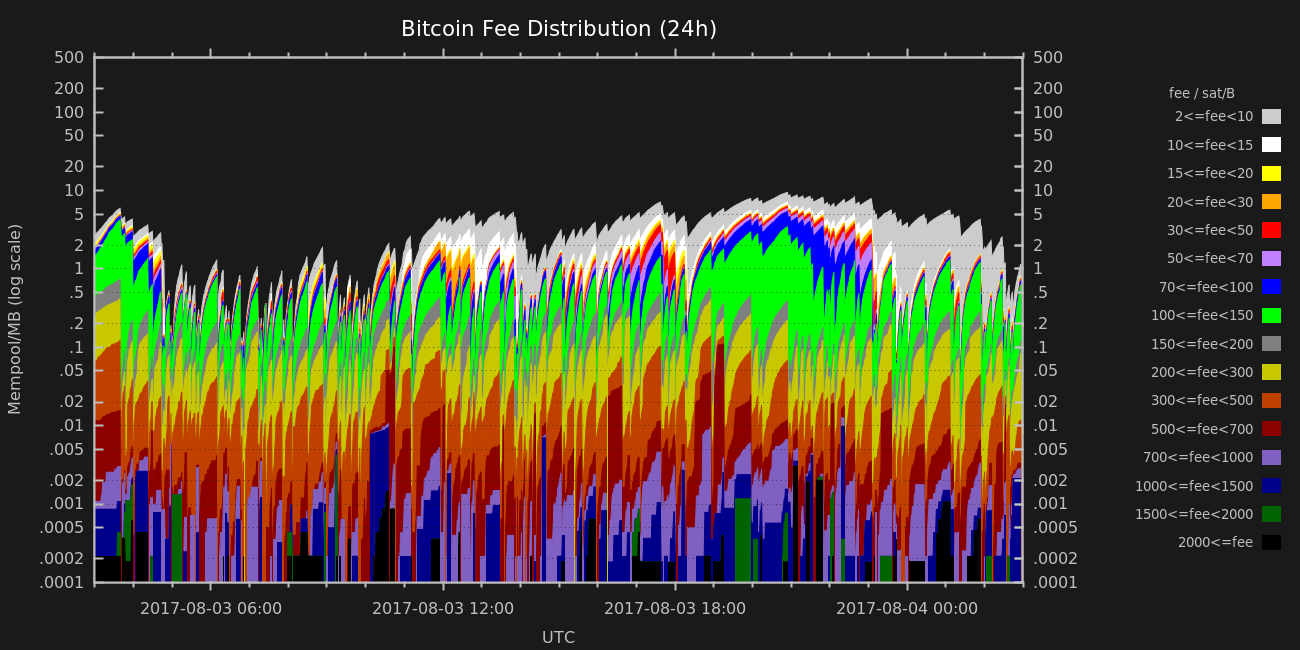 Bitcoin Fee Distribution (24h)
500
200
100
50
20
10
5
2
1
.5
.2
.1
.05
.02
.01
.005
.002
.001
.0005
.0002
.0001
Mempool/MB (log scale)
500
200
100
50
20
10
5
2
1
.5
.2
.1
.05
.02
.01
.005
.002
.001
.0005
.0002
.0001
fee / sat/B
2<=fee<10
10<=fee<15
15<=fee<20
20<=fee<30
30<=fee<50
50<=fee<70
70<=fee<100
100<=fee<150
150<=fee<200
200<=fee<300
300<=fee<500
500<=fee<700
700<=fee<1000
1000<=fee<1500
1500<=fee<2000
2000<=fee
2017-08-03 06:00 2017-08-03 12:00 2017-08-03 18:00 2017-08-04 00:00
UTC